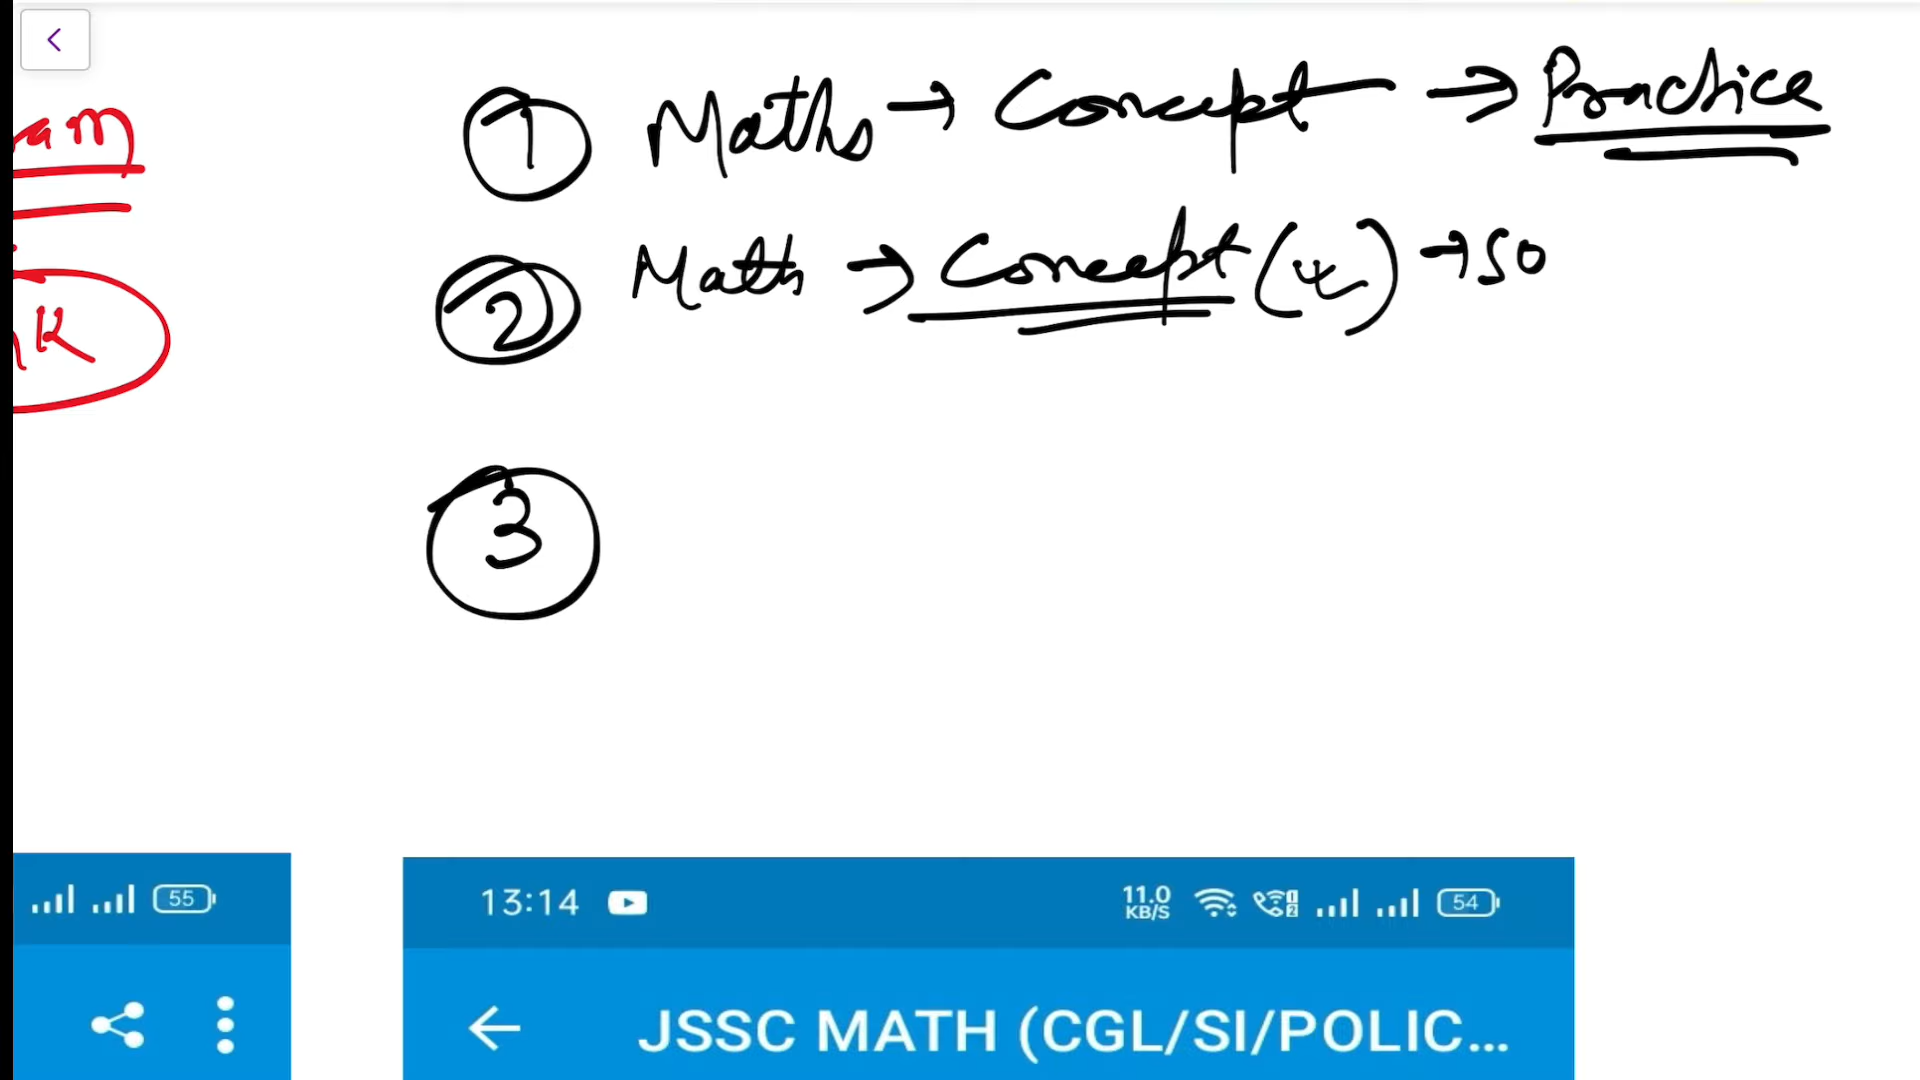 am
K
① Maths → Concept → Practice
② Math → Concept ( ) → 50
③
55
13:14 11.0 KB/S 54
JSSC MATH (CGL/SI/POLIC...